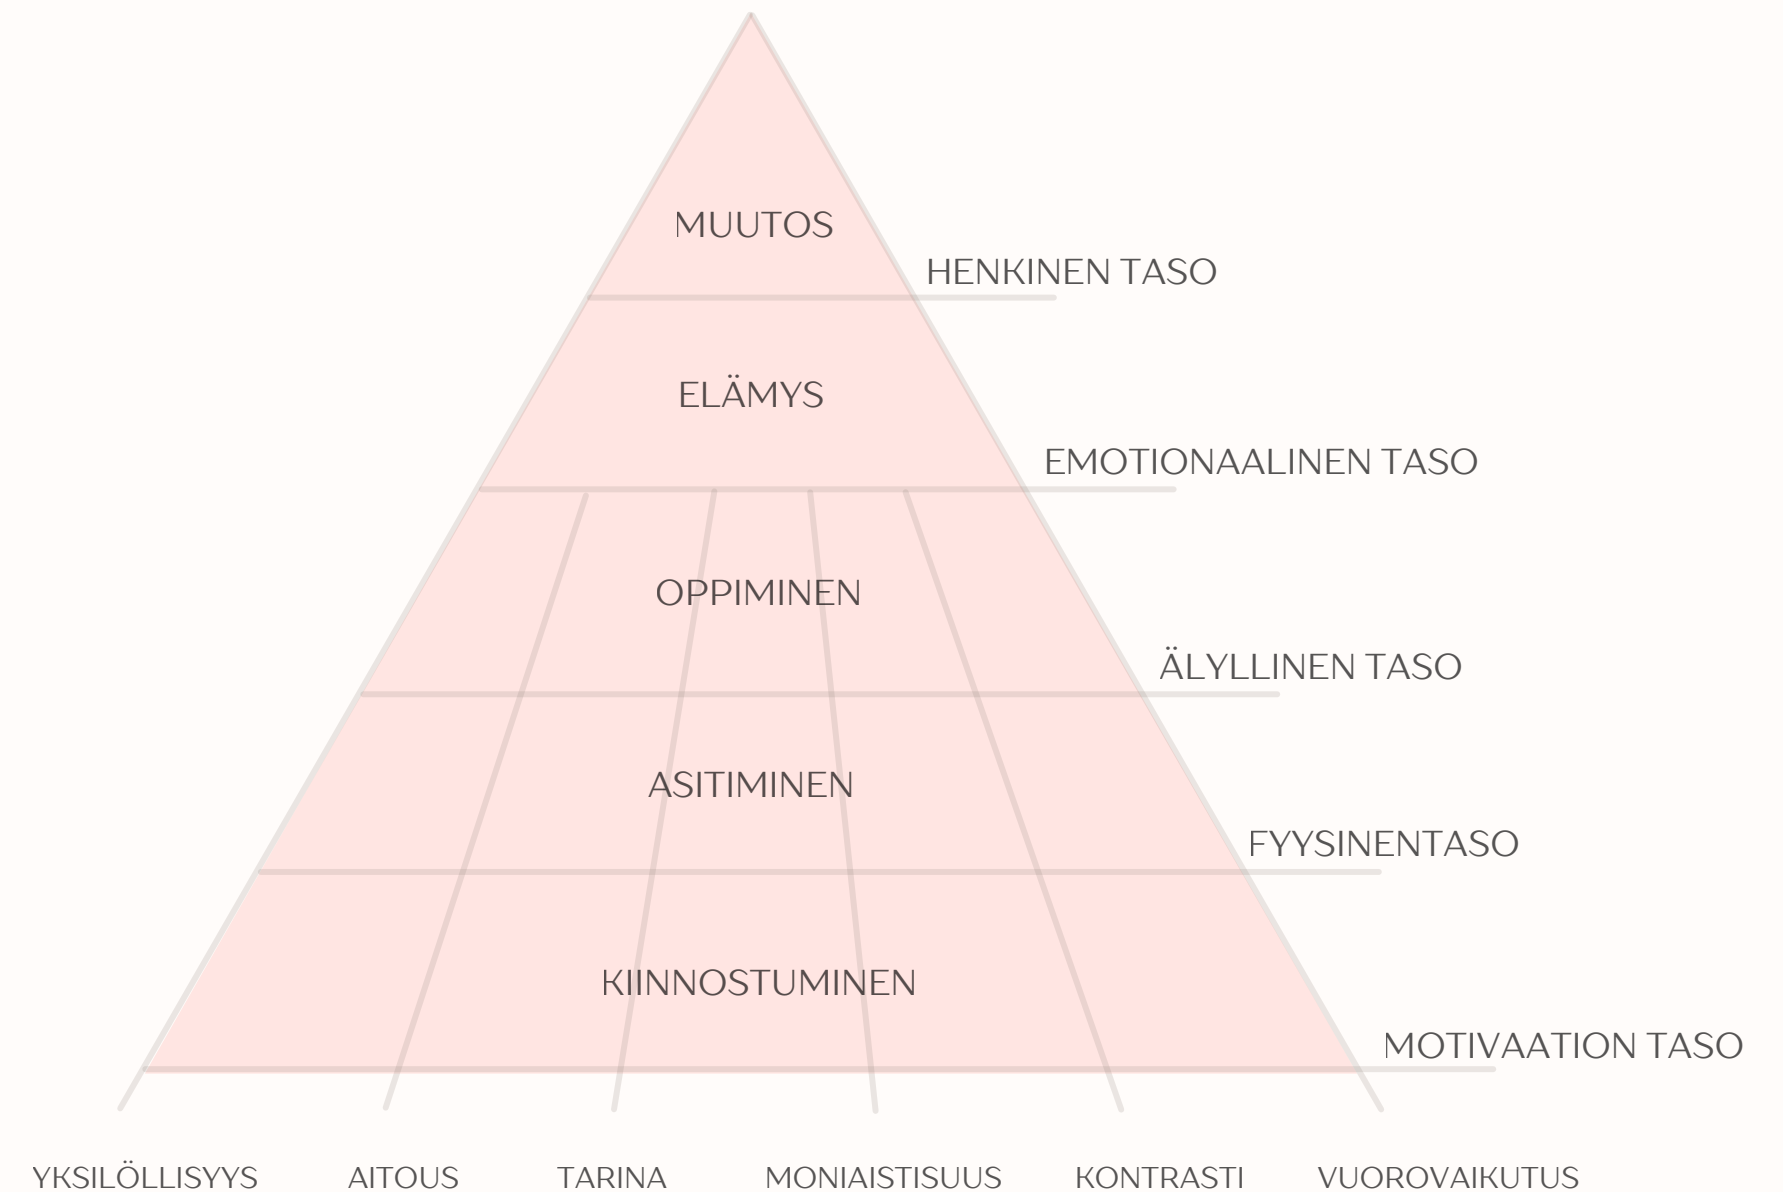 MUUTOS
HENKINEN TASO
ELÄMYS
EMOTIONAALINEN TASO
OPPIMINEN
ÄLYLLINEN TASO
ASITIMINEN
FYYSINENTASO
KIINNOSTUMINEN
MOTIVAATION TASO
YKSILÖLLISYYS AITOUS TARINA MONIAISTISUUS KONTRASTI VUOROVAIKUTUS